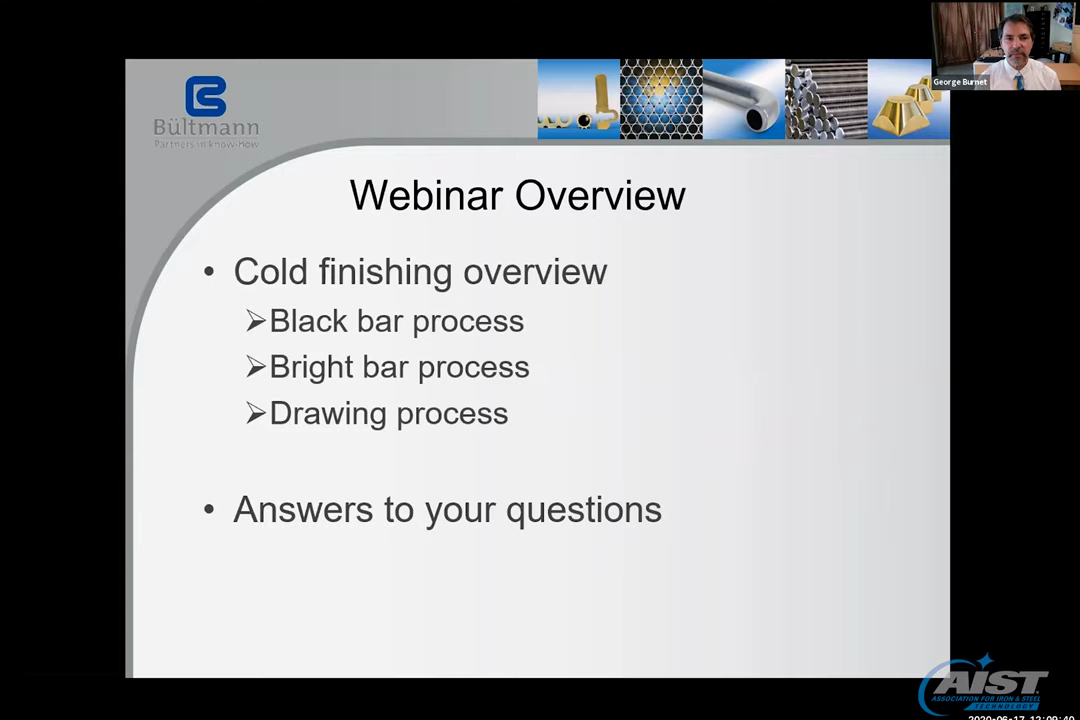 George Burnet
Bültmann
Partners in know-how
Webinar Overview
• Cold finishing overview
➢Black bar process
➢Bright bar process
➢Drawing process
• Answers to your questions
AIST
ASSOCIATION FOR IRON & STEEL
TECHNOLOGY